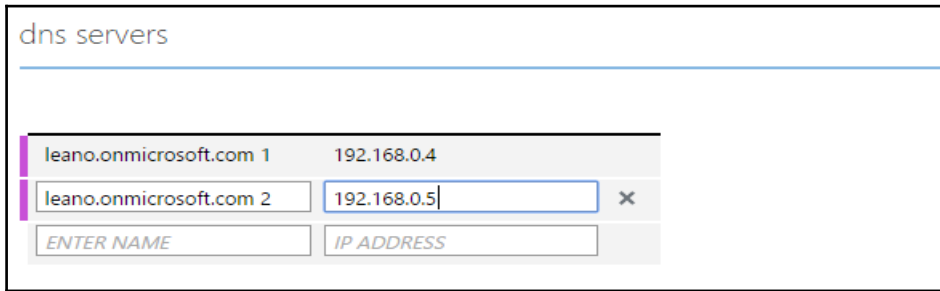 dns servers
leano.onmicrosoft.com 1 192.168.0.4
leano.onmicrosoft.com 2 192.168.0.5 ×
ENTER NAME IP ADDRESS